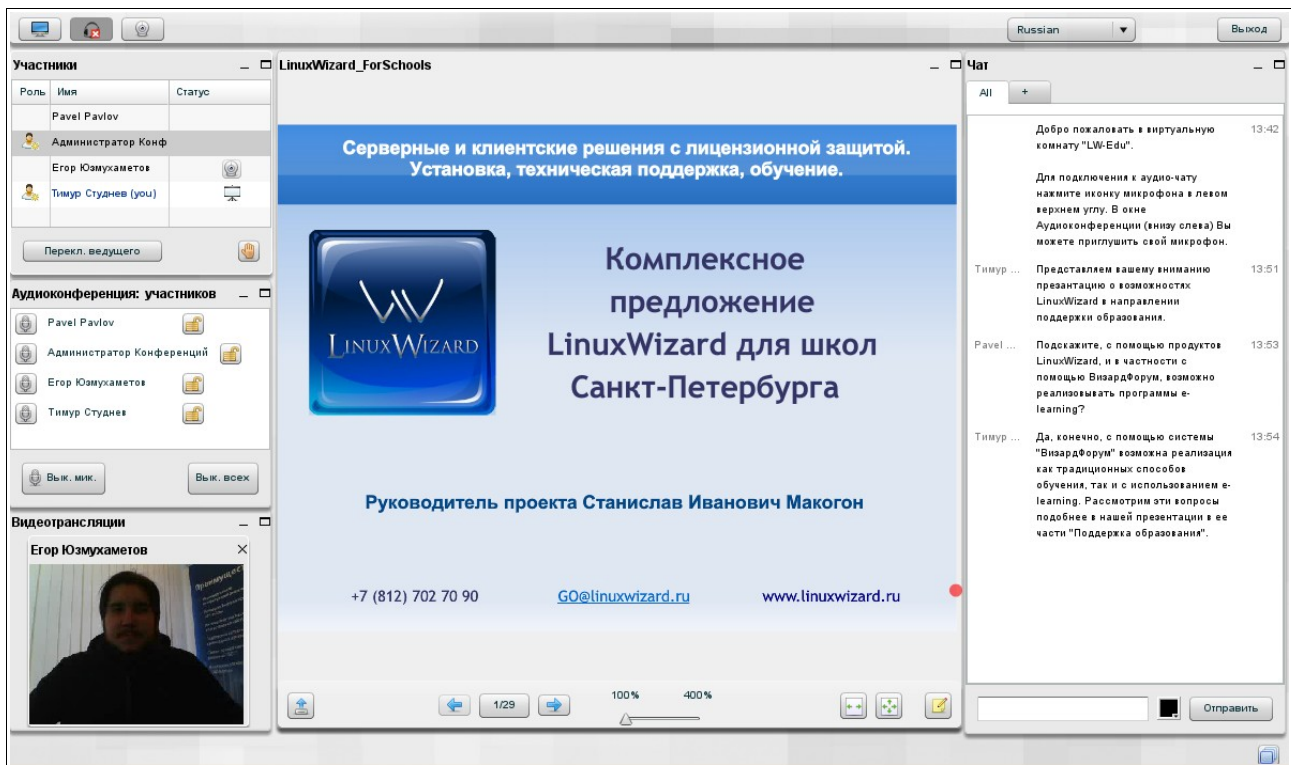 Russian
Выход
Участники
Роль Имя Статус
Pavel Pavlov
Администратор Конф
Егор Юзмухаметов
Тимур Студнев (you)
Перекл. ведущего
Аудиоконференция: участников
Pavel Pavlov
Администратор Конференций
Егор Юзмухаметов
Тимур Студнев
Вык. мик.
Вык. всех
Видеотрансляции
Егор Юзмухаметов
LinuxWizard_ForSchools
Серверные и клиентские решения с лицензионной защитой.
Установка, техническая поддержка, обучение.
LINUXWIZARD
Комплексное
предложение
LinuxWizard для школ
Санкт-Петербурга
Руководитель проекта Станислав Иванович Макогон
+7 (812) 702 70 90 GO@linuxwizard.ru www.linuxwizard.ru
100% 400%
1/29
Чат
All +
Добро пожаловать в виртуальную 13:42
комнату "LW-Edu".
Для подключения к аудио-чату
нажмите иконку микрофона в левом
верхнем углу. В окне
Аудиоконференции (внизу слева) Вы
можете приглушить свой микрофон.
Тимур ... Представляем вашему вниманию 13:51
презантацию о возможностях
LinuxWizard в направлении
поддержки образования.
Pavel ... Подскажите, с помощью продуктов 13:53
LinuxWizard, и в частности с
помощью ВизардФорум, возможно
реализовывать программы e-
learning?
Тимур ... Да, конечно, с помощью системы 13:54
"ВизардФорум" возможна реализация
как традиционных способов
обучения, так и с использованием e-
learning. Рассмотрим эти вопросы
подобнее в нашей презентации в ее
части "Поддержка образования".
Отправить